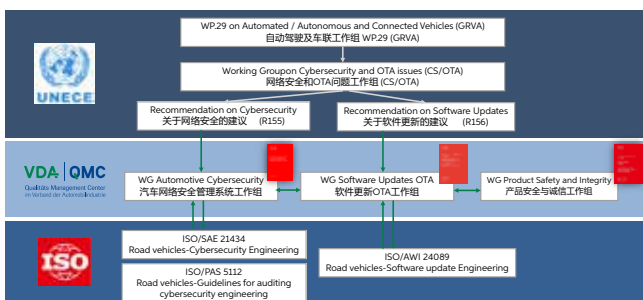 WP.29 on Automated / Autonomous and Connected Vehicles (GRVA)
自动驾驶及车联工作组 WP.29 (GRVA)
UNECE
Working Groupon Cybersecurity and OTA issues (CS/OTA)
网络安全和OTA问题工作组 (CS/OTA)
Recommendation on Cybersecurity
关于网络安全的建议 (R155)
Recommendation on Software Updates
关于软件更新的建议 (R156)
VDA QMC
Qualitäts Management Center
im Verband der Automobilindustrie
WG Automotive Cybersecurity
汽车网络安全管理系统工作组
WG Software Updates OTA
软件更新OTA工作组
WG Product Safety and Integrity
产品安全与诚信工作组
ISO
ISO/SAE 21434
Road vehicles-Cybersecurity Engineering
ISO/PAS 5112
Road vehicles-Guidelines for auditing
cybersecurity engineering
ISO/AWI 24089
Road vehicles-Software update Engineering